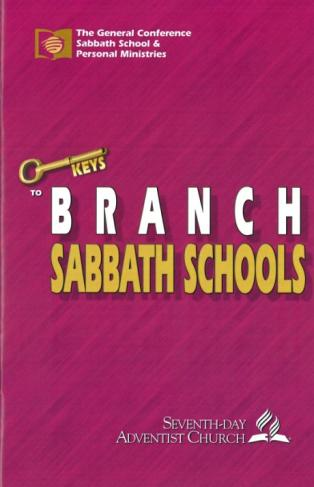 The General Conference
Sabbath School &
Personal Ministries
KEYS
TO
BRANCH
SABBATH SCHOOLS
SEVENTH-DAY
ADVENTIST CHURCH